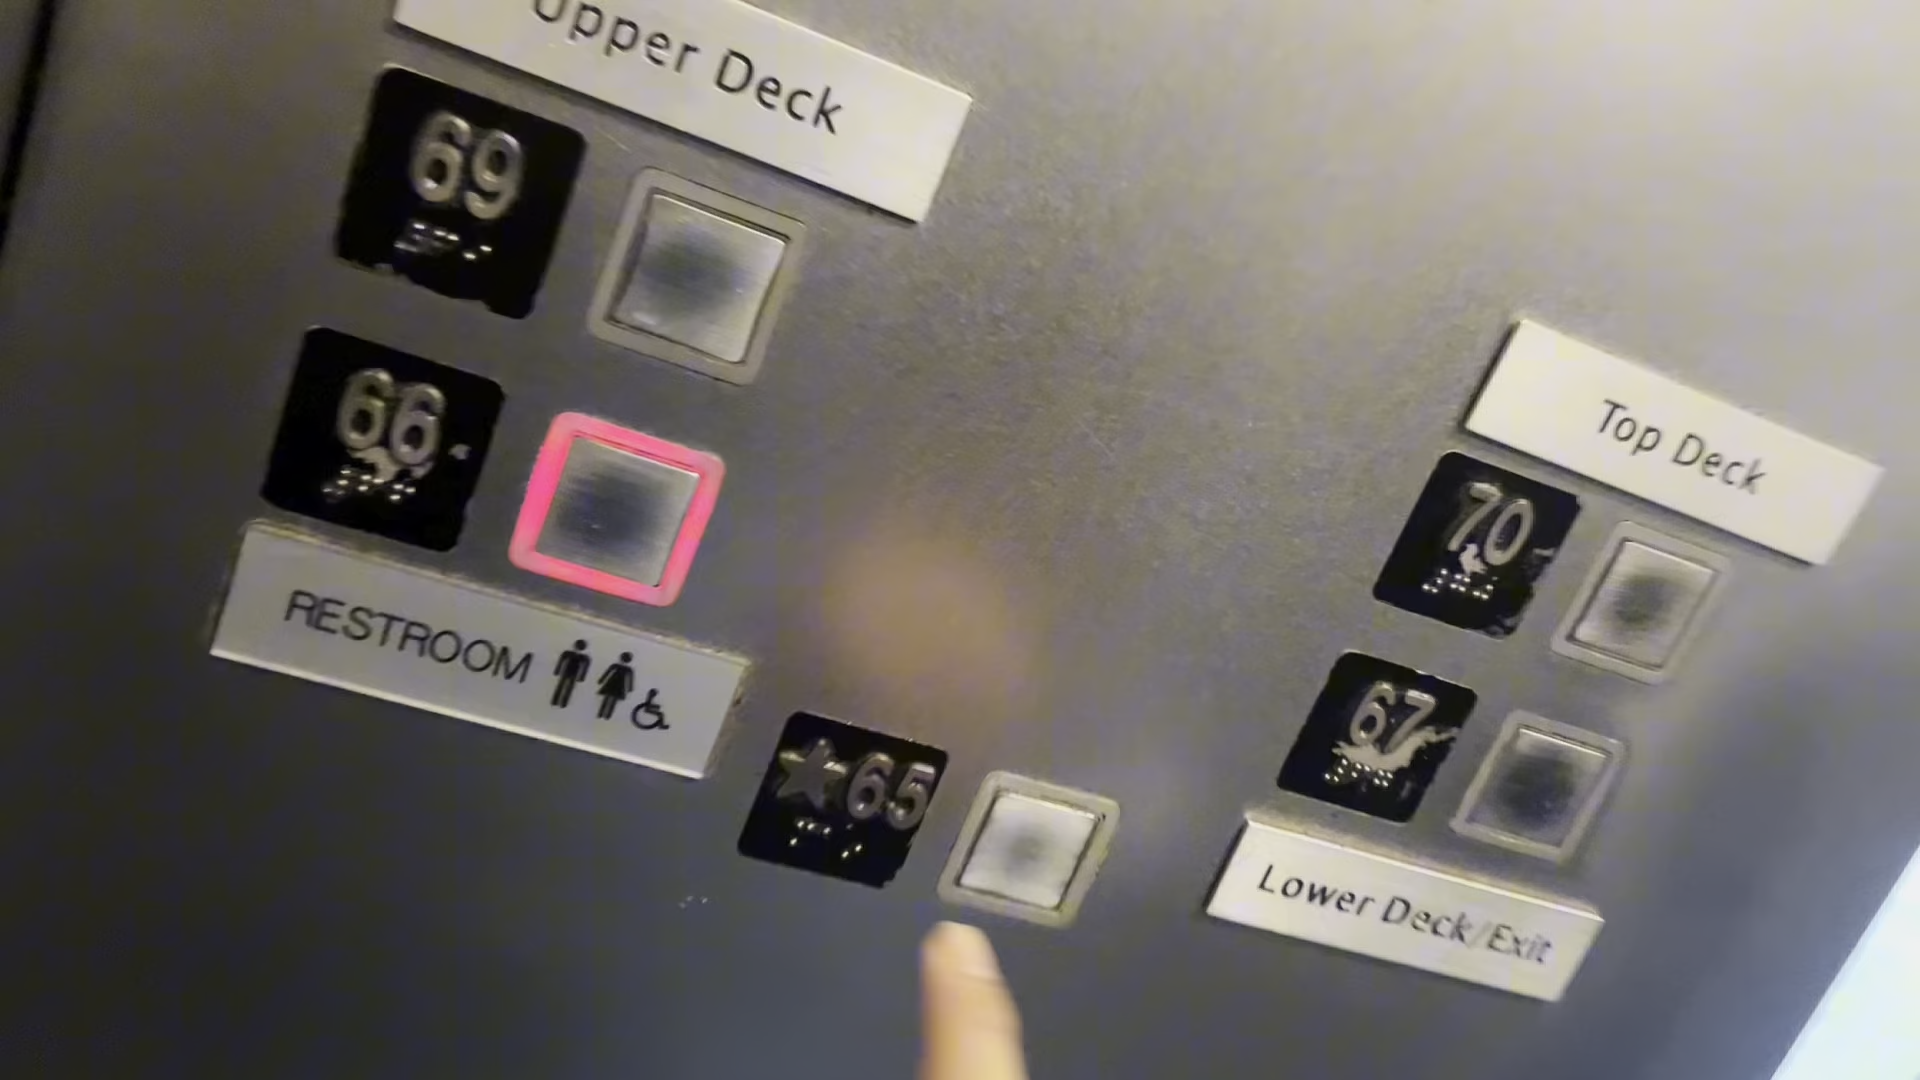 Upper Deck
69
66
RESTROOM
★65
Top Deck
70
67
Lower Deck/Exit